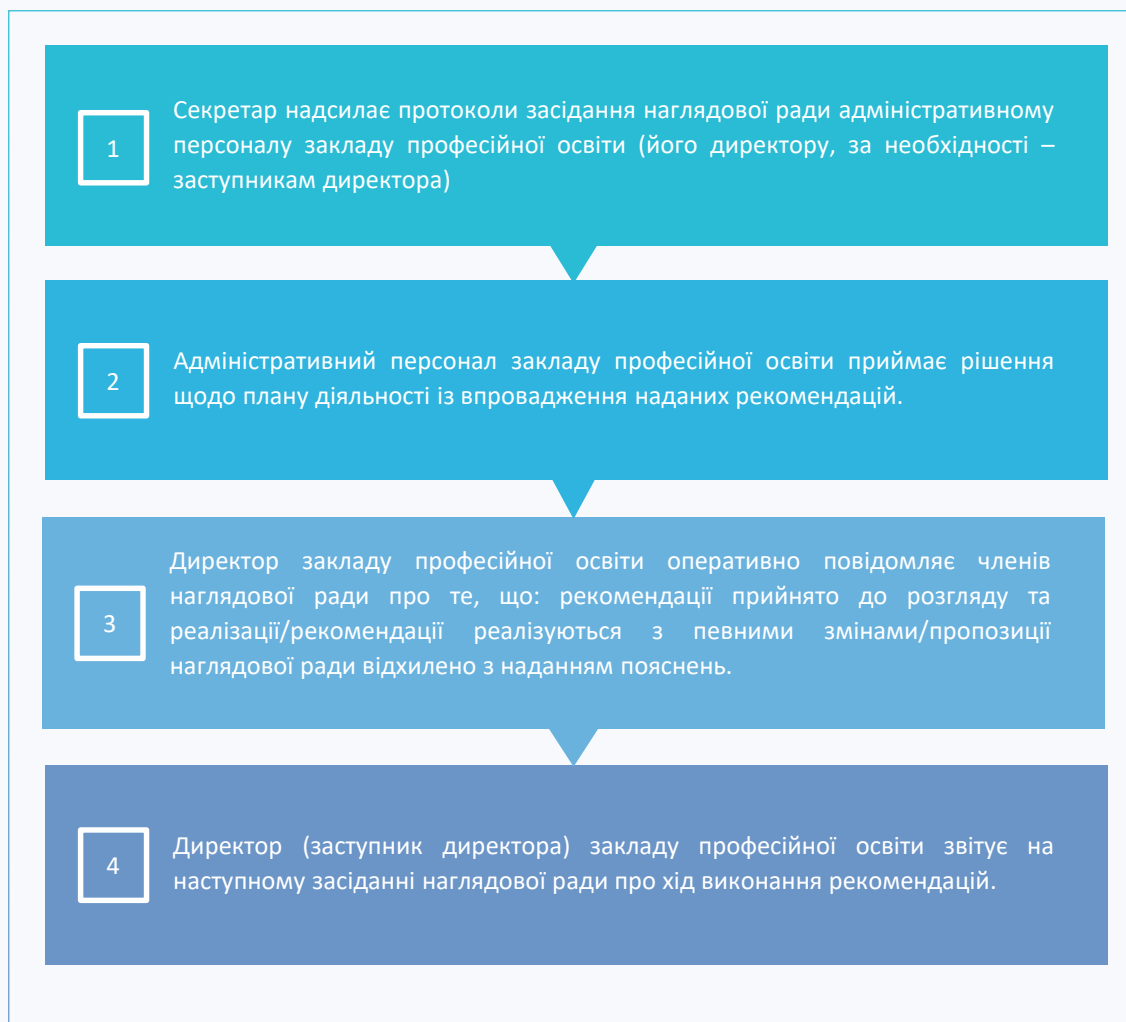 1
Секретар надсилає протоколи засідання наглядової ради адміністративному
персоналу закладу професійної освіти (його директору, за необхідності –
заступникам директора)
2
Адміністративний персонал закладу професійної освіти приймає рішення
щодо плану діяльності із впровадження наданих рекомендацій.
3
Директор закладу професійної освіти оперативно повідомляє членів
наглядової ради про те, що: рекомендації прийнято до розгляду та
реалізації/рекомендації реалізуються з певними змінами/пропозиції
наглядової ради відхилено з наданням пояснень.
4
Директор (заступник директора) закладу професійної освіти звітує на
наступному засіданні наглядової ради про хід виконання рекомендацій.